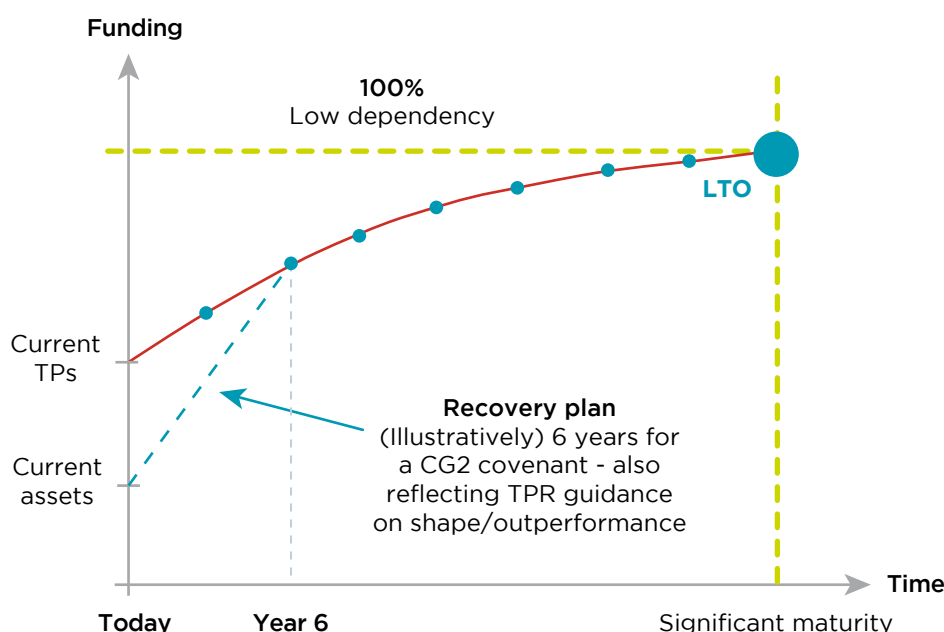 Funding
100%
Low dependency
LTO
Current
TPs
Recovery plan
(Illustratively) 6 years for
a CG2 covenant - also
reflecting TPR guidance
on shape/outperformance
Current
assets
Time
Today
Year 6
Significant maturity